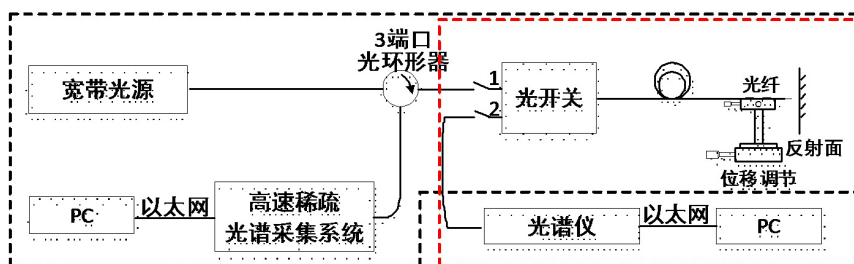 3端口
光环形器
宽带光源
1
2
光开关
光纤
反射面
位移调节
PC
以太网
高速稀疏
光谱采集系统
光谱仪
以太网
PC